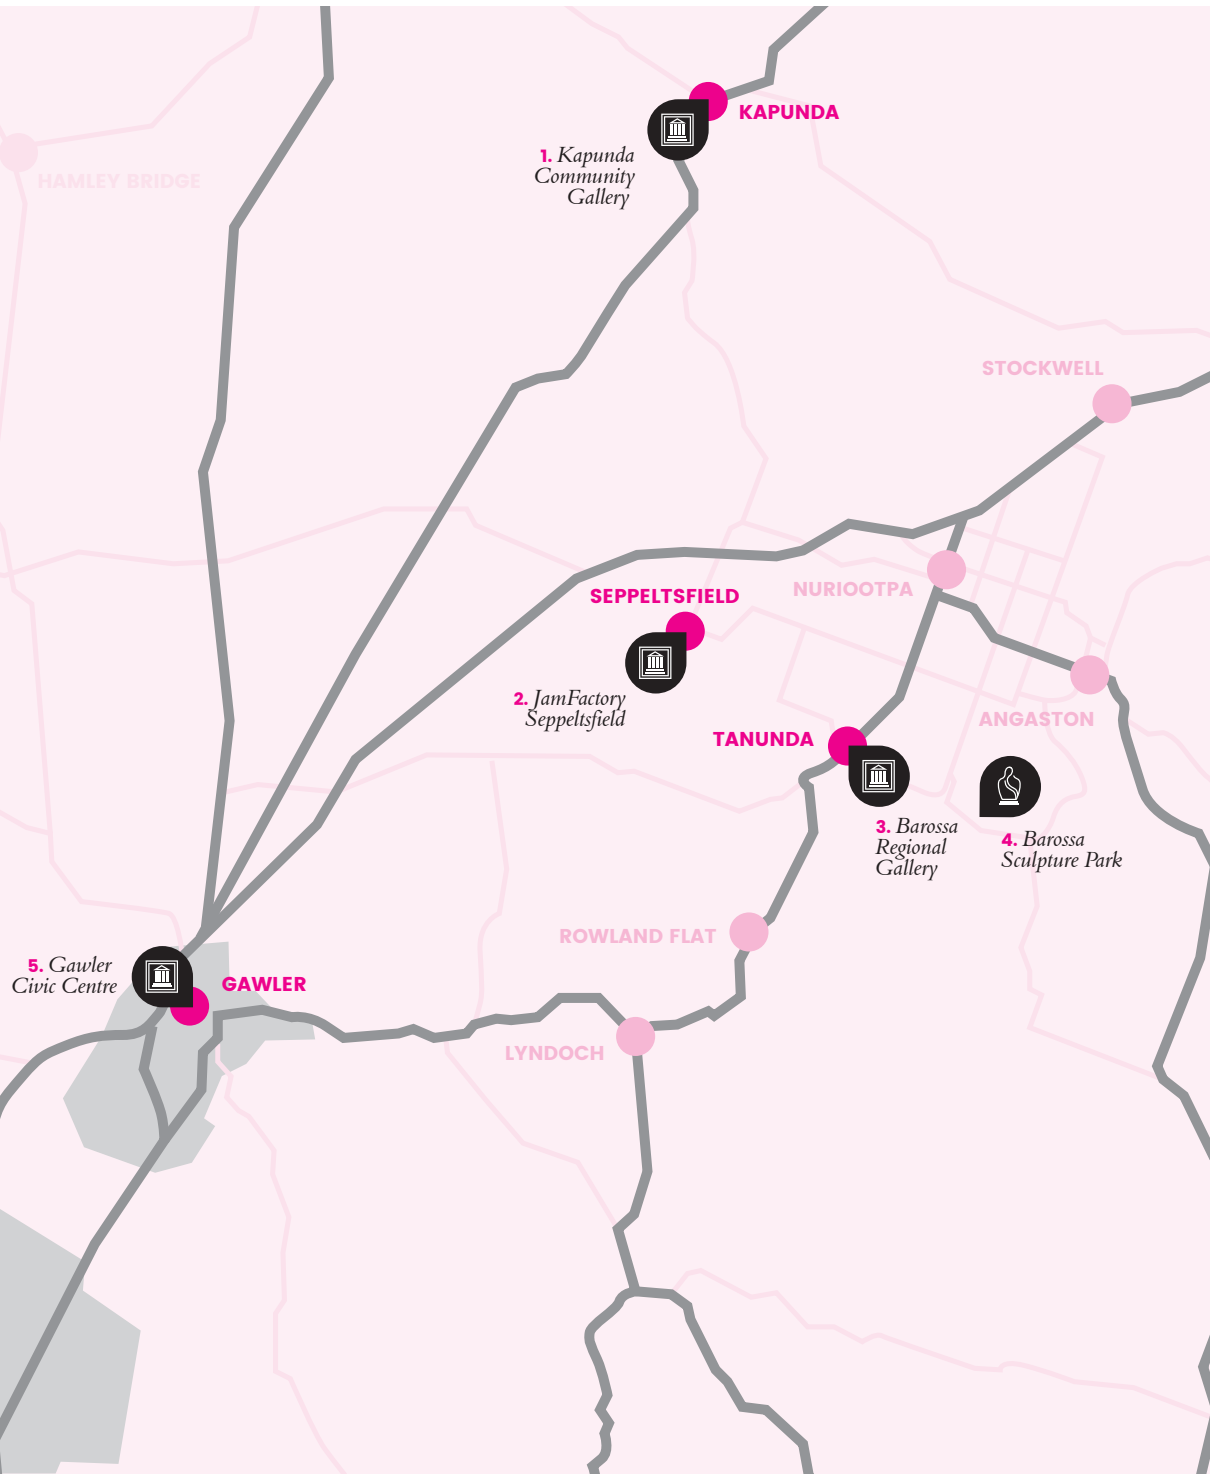 KAPUNDA
1. Kapunda
Community
Gallery
HAMLEY BRIDGE
STOCKWELL
SEPPELTSFIELD
NURIOOTPA
2. JamFactory
Seppeltsfield
ANGASTON
TANUNDA
3. Barossa
Regional
Gallery
4. Barossa
Sculpture Park
ROWLAND FLAT
5. Gawler
Civic Centre
GAWLER
LYNDOCH